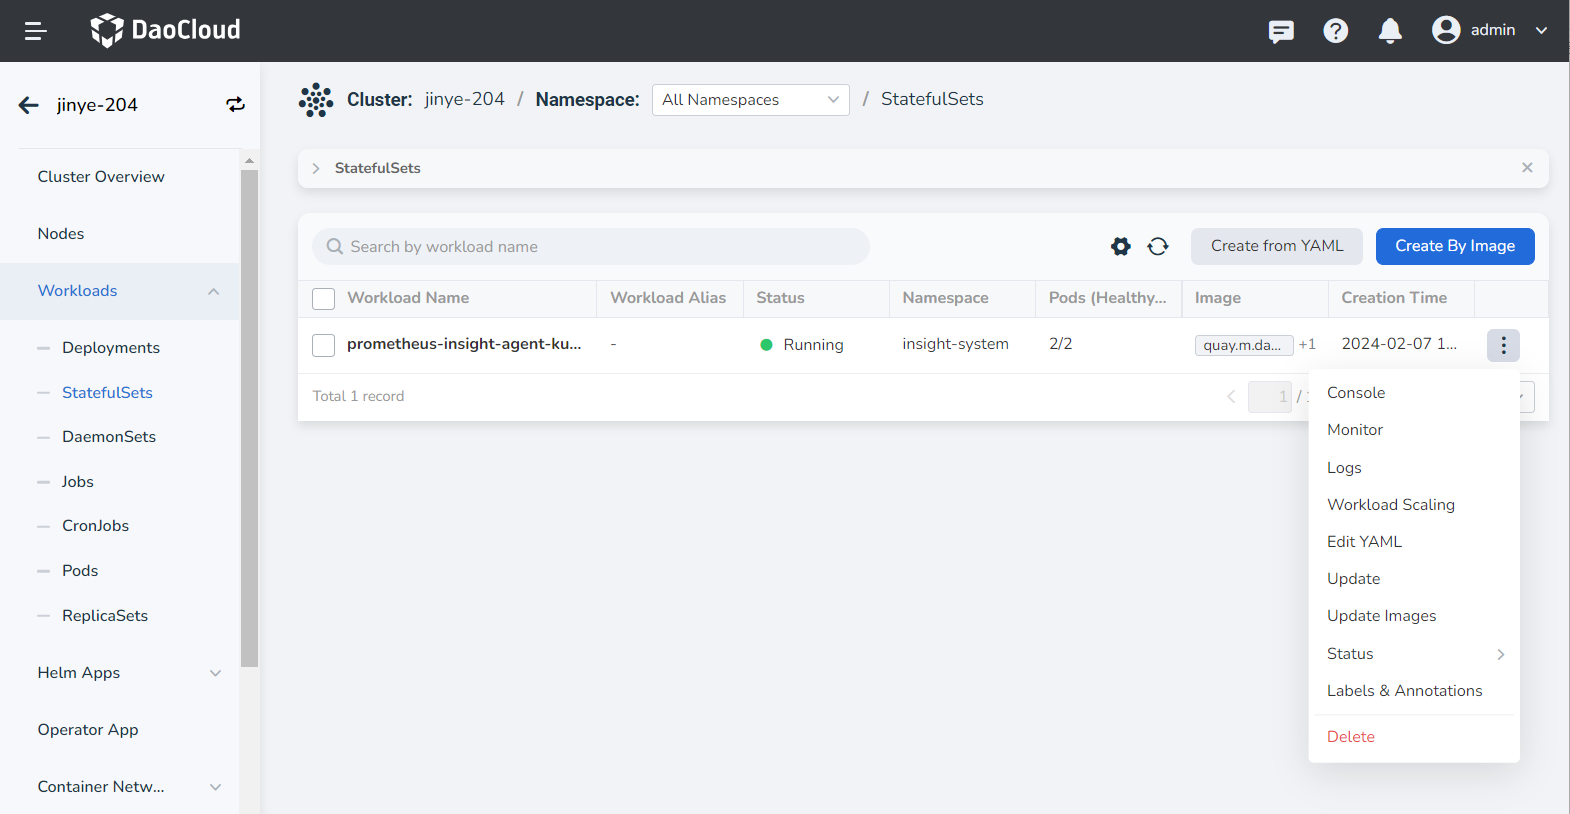 DaoCloud
admin
jinye-204
Cluster: jinye-204 / Namespace: All Namespaces / StatefulSets
Cluster Overview
Nodes
Workloads
Deployments
StatefulSets
DaemonSets
Jobs
CronJobs
Pods
ReplicaSets
Helm Apps
Operator App
Container Netw...
StatefulSets
Search by workload name
Create from YAML
Create By Image
Workload Name Workload Alias Status Namespace Pods (Healthy... Image Creation Time
prometheus-insight-agent-ku... - Running insight-system 2/2 quay.m.da... +1 2024-02-07 1...
Total 1 record
1 /
Console
Monitor
Logs
Workload Scaling
Edit YAML
Update
Update Images
Status
Labels & Annotations
Delete